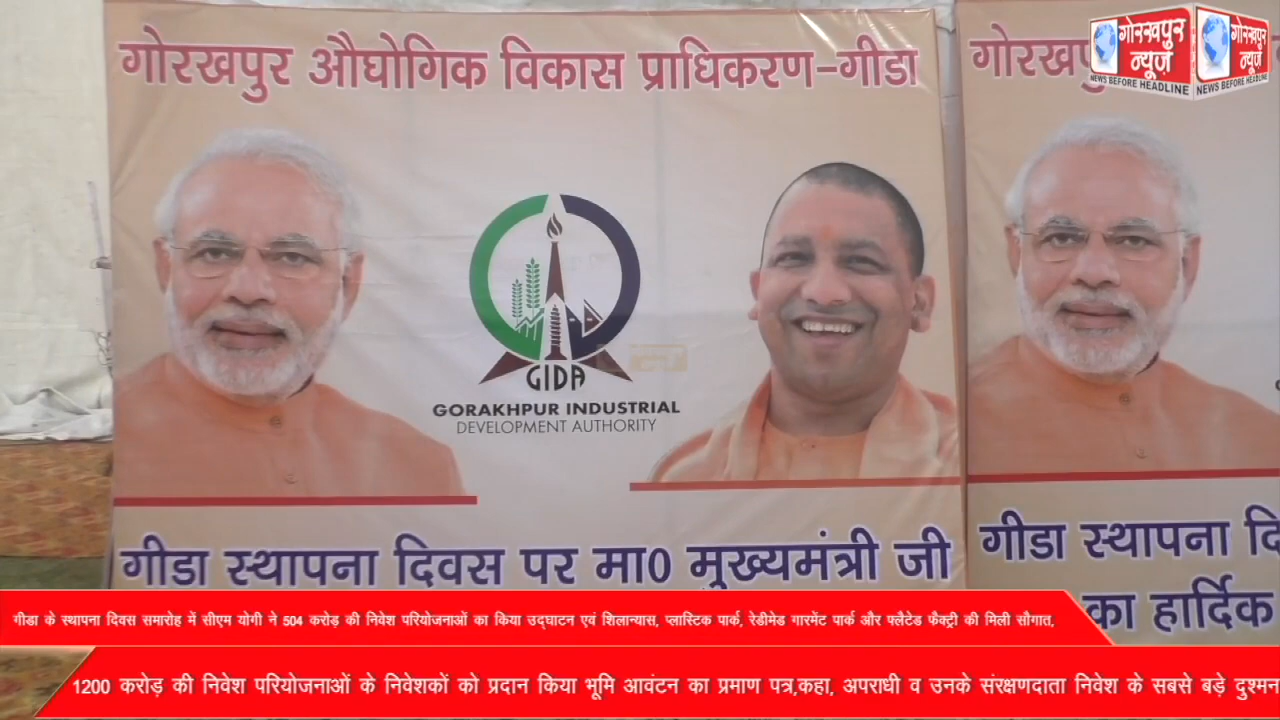 गोरखपुर औघोगिक विकास प्राधिकरण-गीडा
गोरखपु
गोरखपुर न्यूज़
NEWS BEFORE HEADLINE
गोरखपुर न्यूज़
NEWS BEFORE HEADLINE
GIDA
GORAKHPUR INDUSTRIAL
DEVELOPMENT AUTHORITY
गीडा स्थापना दिवस पर मा0 मुख्यमंत्री जी
गीडा स्थापना दि
का हार्दिक
गीडा के स्थापना दिवस समारोह में सीएम योगी ने 504 करोड़ की निवेश परियोजनाओं का किया उद्घाटन एवं शिलान्यास, प्लास्टिक पार्क, रेडीमेड गारमेंट पार्क और फ्लैटेड फैक्ट्री की मिली सौगात,
1200 करोड़ की निवेश परियोजनाओं के निवेशकों को प्रदान किया भूमि आवंटन का प्रमाण पत्र,कहा, अपराधी व उनके संरक्षणदाता निवेश के सबसे बड़े दुश्मन